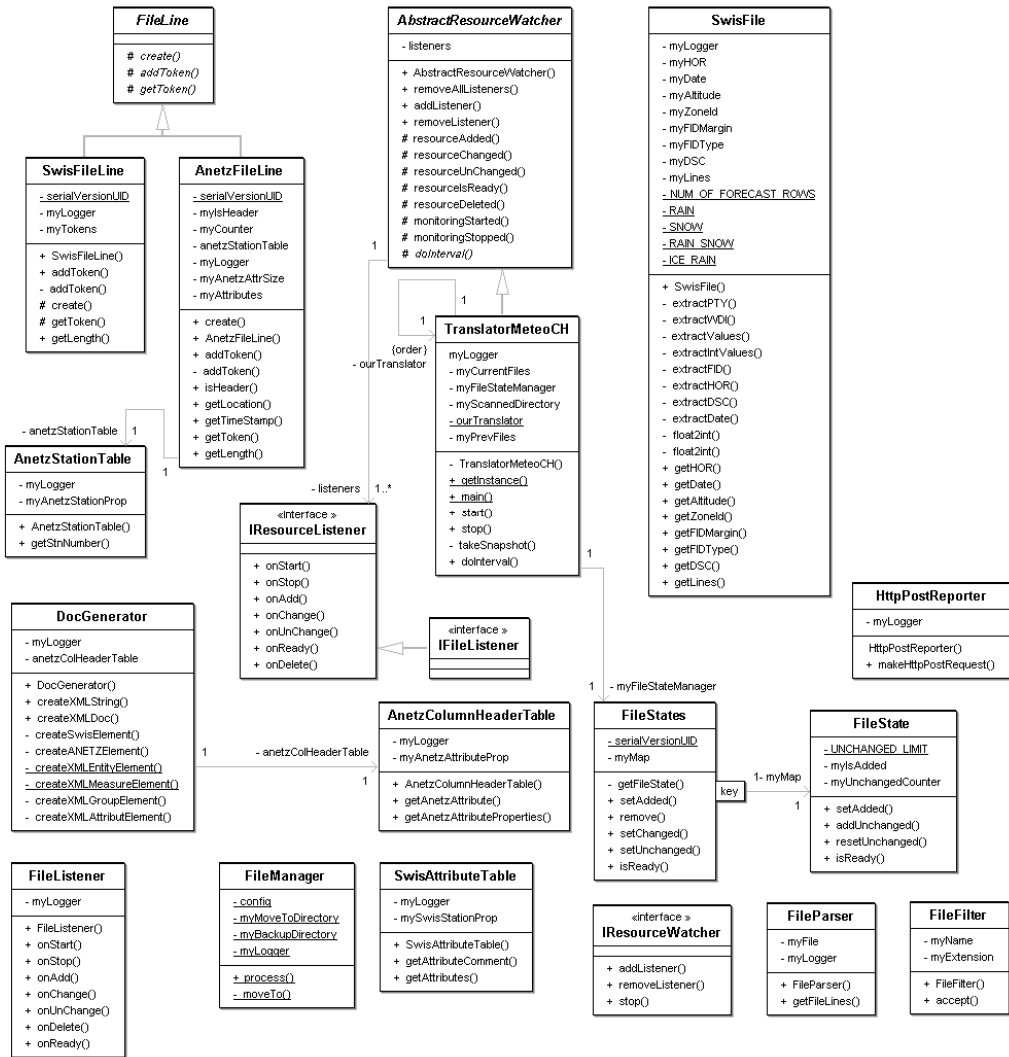 FileLine
# create()
# addToken()
# getToken()
AbstractResourceWatcher
- listeners
+ AbstractResourceWatcher()
+ removeAllListeners()
+ addListener()
+ removeListener()
# resourceAdded()
# resourceChanged()
# resourceUnChanged()
# resourceIsReady()
# resourceDeleted()
# monitoringStarted()
# monitoringStopped()
# doInterval()
SwisFile
- myLogger
- myHOR
- myDate
- myAltitude
- myZoneId
- myFIDMargin
- myFIDType
- myDSC
- myLines
- NUM_OF_FORECAST_ROWS
- RAIN
- SNOW
- RAIN_SNOW
- ICE_RAIN
+ SwisFile()
- extractPTY()
- extractWDI()
- extractValues()
- extractIntValues()
- extractFID()
- extractHOR()
- extractDSC()
- extractDate()
- float2int()
- float2int()
+ getHOR()
+ getDate()
+ getAltitude()
+ getZoneId()
+ getFIDMargin()
+ getFIDType()
+ getDSC()
+ getLines()
SwisFileLine
- serialVersionUID
- myLogger
- myTokens
+ SwisFileLine()
+ addToken()
- addToken()
# create()
# getToken()
+ getLength()
AnetzFileLine
- serialVersionUID
- myIsHeader
- myCounter
- anetzStationTable
- myLogger
- myAnetzAttrSize
- myAttributes
+ create()
+ AnetzFileLine()
+ addToken()
- addToken()
+ isHeader()
+ getLocation()
+ getTimeStamp()
+ getToken()
+ getLength()
1
1
1
{order}
- ourTranslator
TranslatorMeteoCH
myLogger
- myCurrentFiles
- myFileStateManager
- myScannedDirectory
- ourTranslator
- myPrevFiles
- TranslatorMeteoCH()
+ getInstance()
+ main()
+ start()
+ stop()
- takeSnapshot()
+ doInterval()
- anetzStationTable
1
1
AnetzStationTable
- myLogger
- myAnetzStationProp
+ AnetzStationTable()
+ getStnNumber()
- listeners
1..*
«interface »
IResourceListener
+ onStart()
+ onStop()
+ onAdd()
+ onChange()
+ onUnChange()
+ onReady()
+ onDelete()
«interface »
IFileListener
1
1
- myFileStateManager
HttpPostReporter
- myLogger
HttpPostReporter()
+ makeHttpPostRequest()
DocGenerator
- myLogger
- anetzColHeaderTable
+ DocGenerator()
+ createXMLString()
+ createXMLDoc()
- createSwisElement()
- createANETZElement()
- createXMLEntityElement()
- createXMLMeasureElement()
- createXMLGroupElement()
- createXMLAttributElement()
1
- anetzColHeaderTable
1
AnetzColumnHeaderTable
- myLogger
- myAnetzAttributeProp
+ AnetzColumnHeaderTable()
+ getAnetzAttribute()
+ getAnetzAttributeProperties()
FileStates
- serialVersionUID
- myMap
- getFileState()
+ setAdded()
+ remove()
+ setChanged()
+ setUnchanged()
+ isReady()
key
1- myMap
1
FileState
- UNCHANGED_LIMIT
- myIsAdded
- myUnchangedCounter
+ setAdded()
+ addUnchanged()
+ resetUnchanged()
+ isReady()
FileListener
- myLogger
+ FileListener()
+ onStart()
+ onStop()
+ onAdd()
+ onChange()
+ onUnChange()
+ onDelete()
+ onReady()
FileManager
- config
- myMoveToDirectory
- myBackupDirectory
- myLogger
+ process()
- moveTo()
SwisAttributeTable
- myLogger
- mySwisStationProp
+ SwisAttributeTable()
+ getAttributeComment()
+ getAttributes()
«interface »
IResourceWatcher
+ addListener()
+ removeListener()
+ stop()
FileParser
- myFile
- myLogger
+ FileParser()
+ getFileLines()
FileFilter
- myName
- myExtension
+ FileFilter()
+ accept()